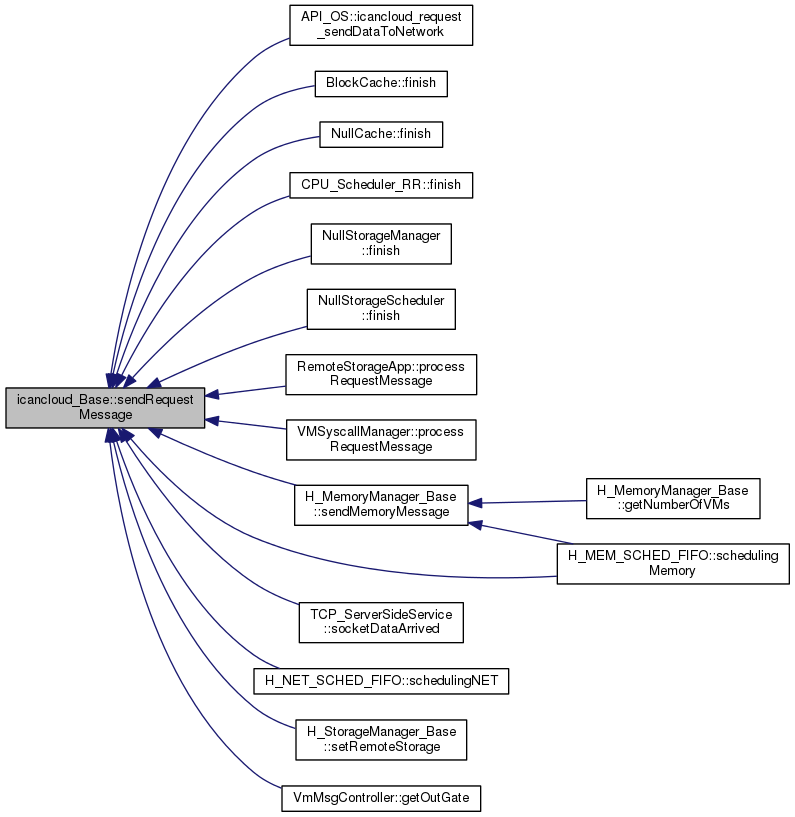 API_OS::icancloud_request
_sendDataToNetwork
BlockCache::finish
NullCache::finish
CPU_Scheduler_RR::finish
NullStorageManager
::finish
NullStorageScheduler
::finish
RemoteStorageApp::process
RequestMessage
icancloud_Base::sendRequest
Message
VMSyscallManager::process
RequestMessage
H_MemoryManager_Base
::sendMemoryMessage
H_MemoryManager_Base
::getNumberOfVMs
H_MEM_SCHED_FIFO::scheduling
Memory
TCP_ServerSideService
::socketDataArrived
H_NET_SCHED_FIFO::schedulingNET
H_StorageManager_Base
::setRemoteStorage
VmMsgController::getOutGate